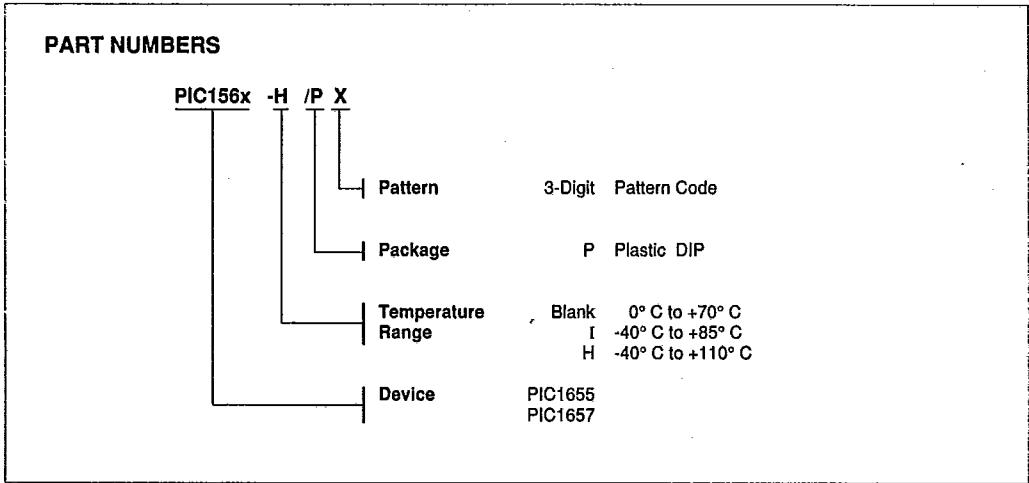 PART NUMBERS
PIC156x -H /P X
Pattern 3-Digit Pattern Code
Package P Plastic DIP
Temperature Range Blank 0° C to +70° C
I -40° C to +85° C
H -40° C to +110° C
Device PIC1655
PIC1657